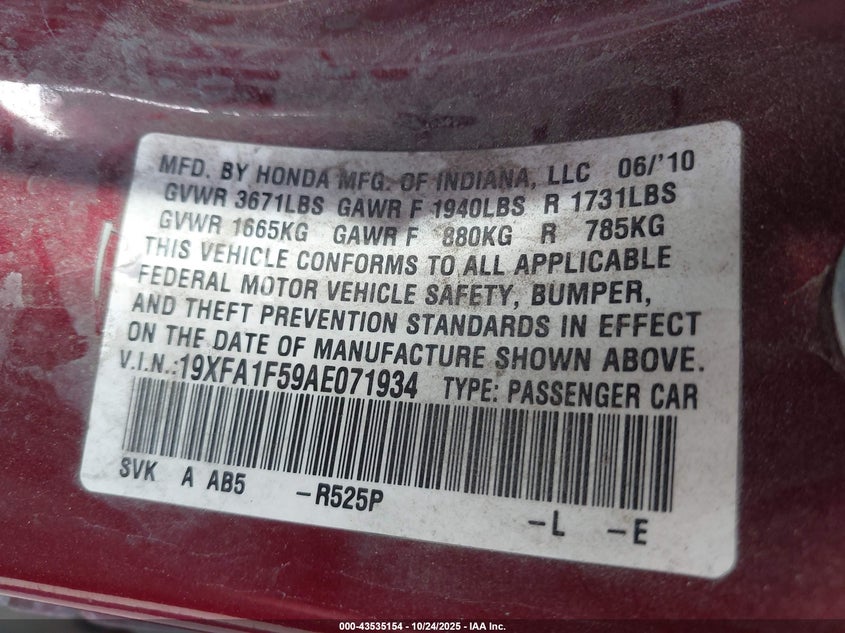 MFD. BY HONDA MFG. OF INDIANA, LLC 06/'10
GVWR 3671LBS GAWR F 1940LBS R 1731LBS
GVWR 1665KG GAWR F 880KG R 785KG
THIS VEHICLE CONFORMS TO ALL APPLICABLE
FEDERAL MOTOR VEHICLE SAFETY, BUMPER,
AND THEFT PREVENTION STANDARDS IN EFFECT
ON THE DATE OF MANUFACTURE SHOWN ABOVE.
V.I.N.:19XFA1F59AE071934 TYPE: PASSENGER CAR
SVK A AB5 -R525P -L -E
000-43535154 - 10/24/2025 - IAA Inc.